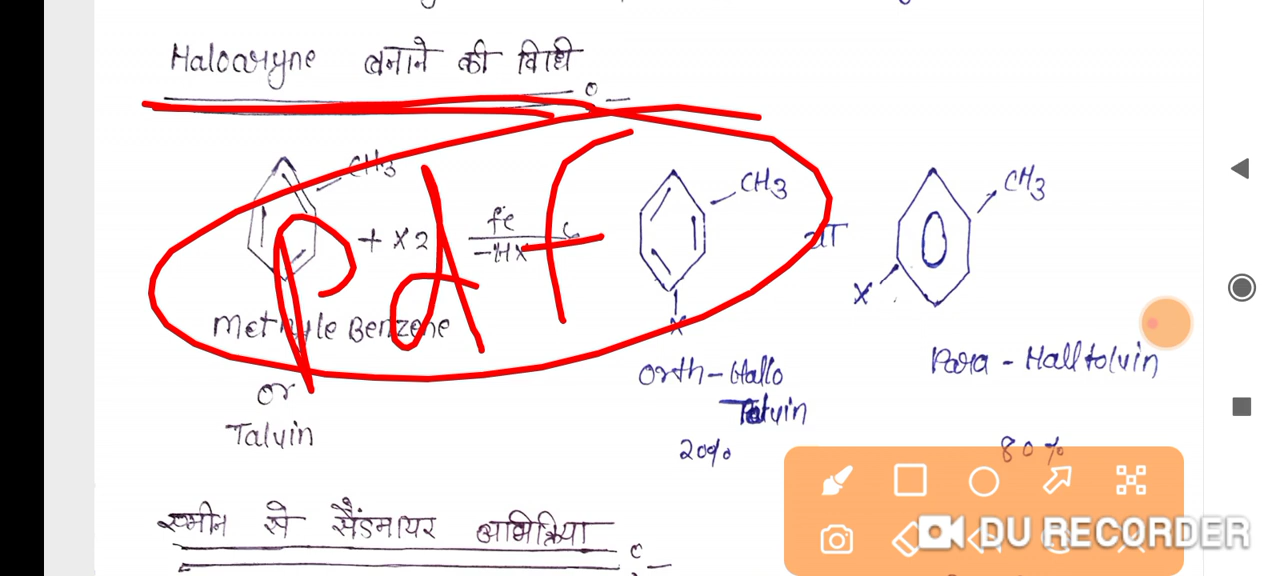 Haloaryne बनाने की विधी :-
CH3
CH3
CH3
+ X2
fe
-HX
या
X
X
Methyle Benzene
or
Talvin
Orth-Hallo
Talvin
20%
Para - Halltolvin
80%
एमीन से सैंडमायर अभिक्रिया :-
DU RECORDER